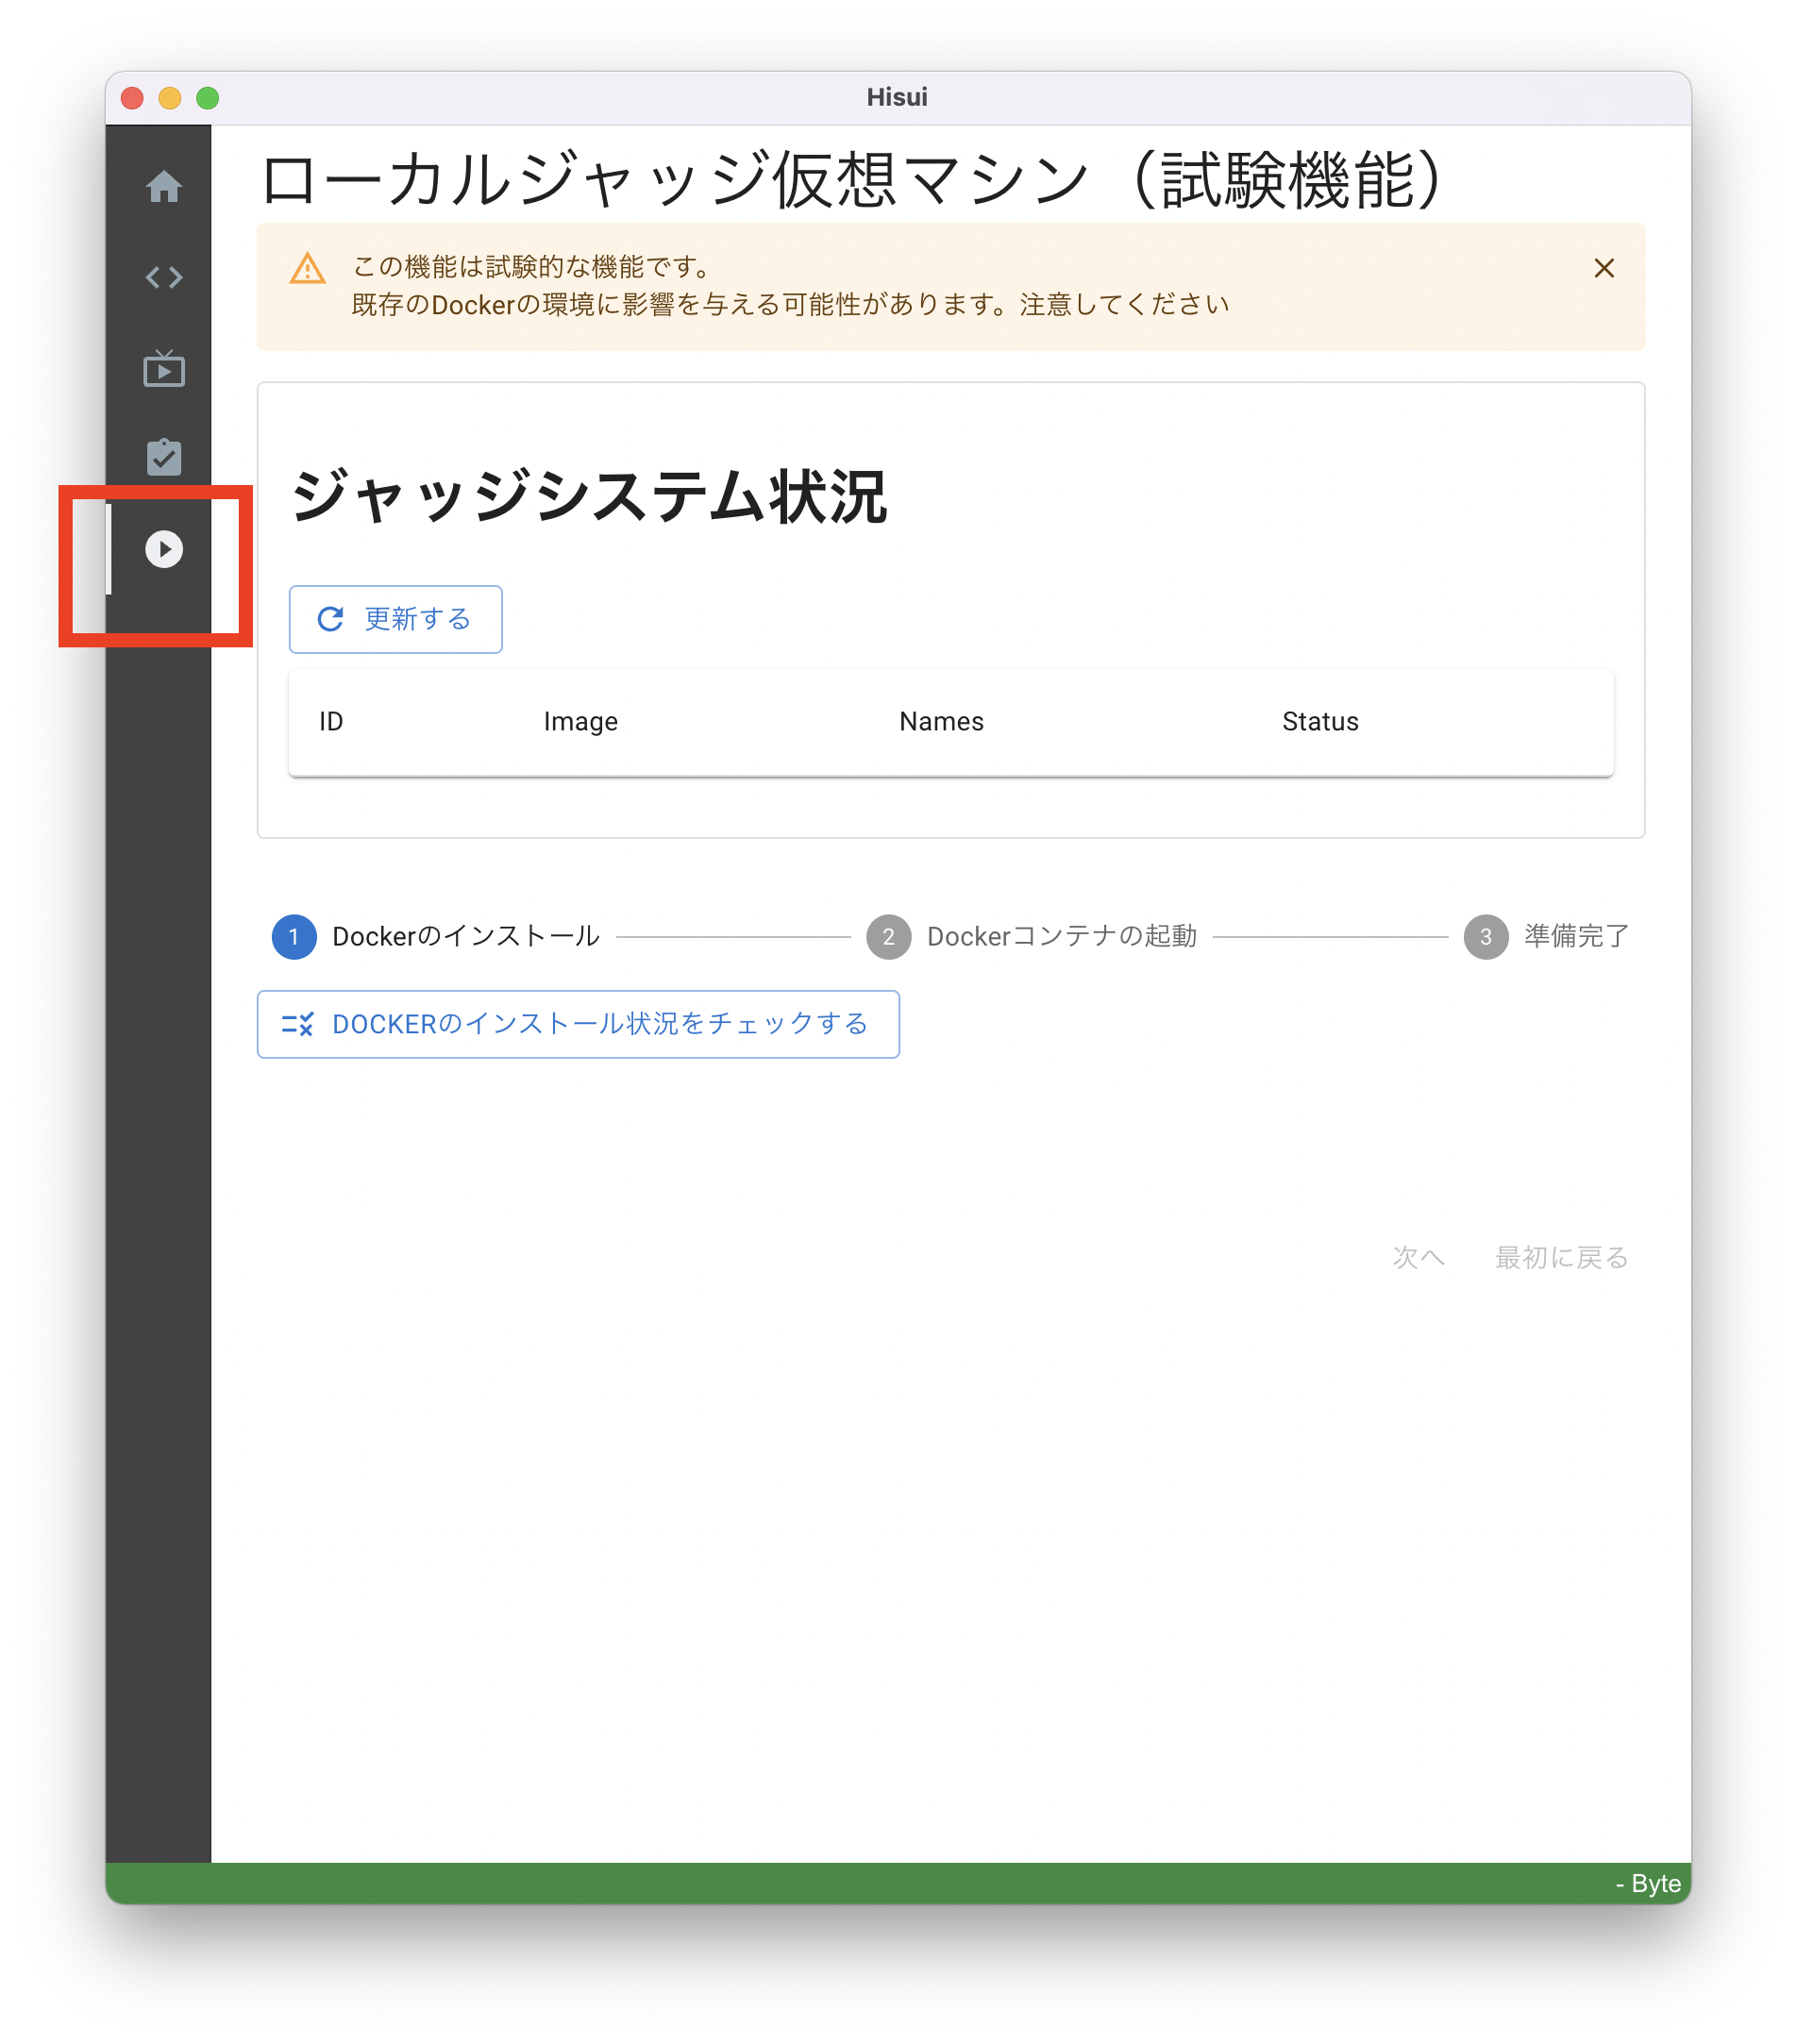 Hisui
ローカルジャッジ仮想マシン（試験機能）
この機能は試験的な機能です。
既存のDockerの環境に影響を与える可能性があります。注意してください
ジャッジシステム状況
更新する
ID Image Names Status
1 Dockerのインストール 2 Dockerコンテナの起動 3 準備完了
DOCKERのインストール状況をチェックする
次へ 最初に戻る
- Byte